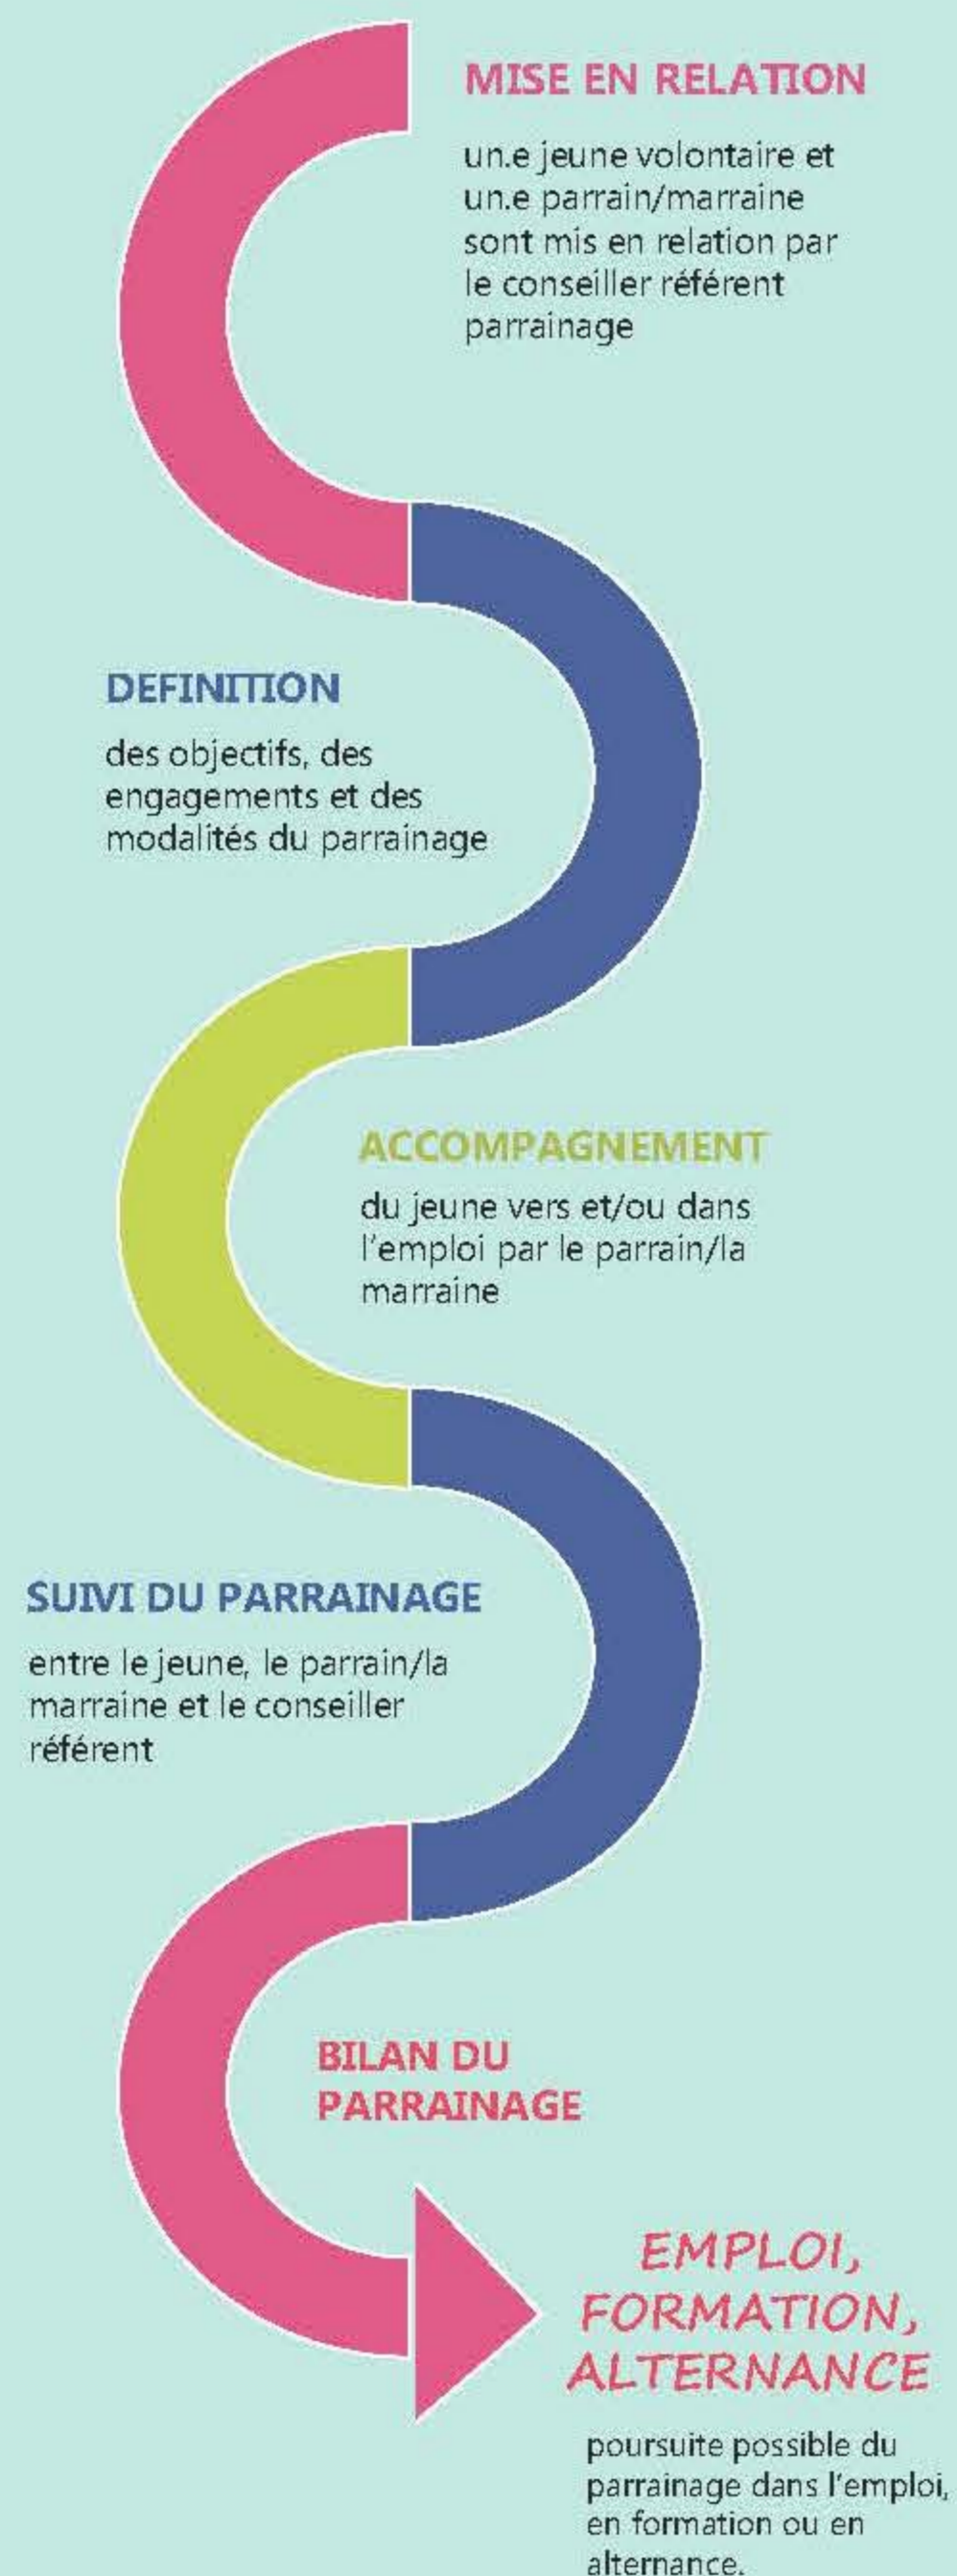 MISE EN RELATION
un.e jeune volontaire et
un.e parrain/marraine
sont mis en relation par
le conseiller référent
parrainage
DEFINITION
des objectifs, des
engagements et des
modalités du parrainage
ACCOMPAGNEMENT
du jeune vers et/ou dans
l'emploi par le parrain/la
marraine
SUIVI DU PARRAINAGE
entre le jeune, le parrain/la
marraine et le conseiller
référent
BILAN DU
PARRAINAGE
EMPLOI,
FORMATION,
ALTERNANCE
poursuite possible du
parrainage dans l'emploi,
en formation ou en
alternance.